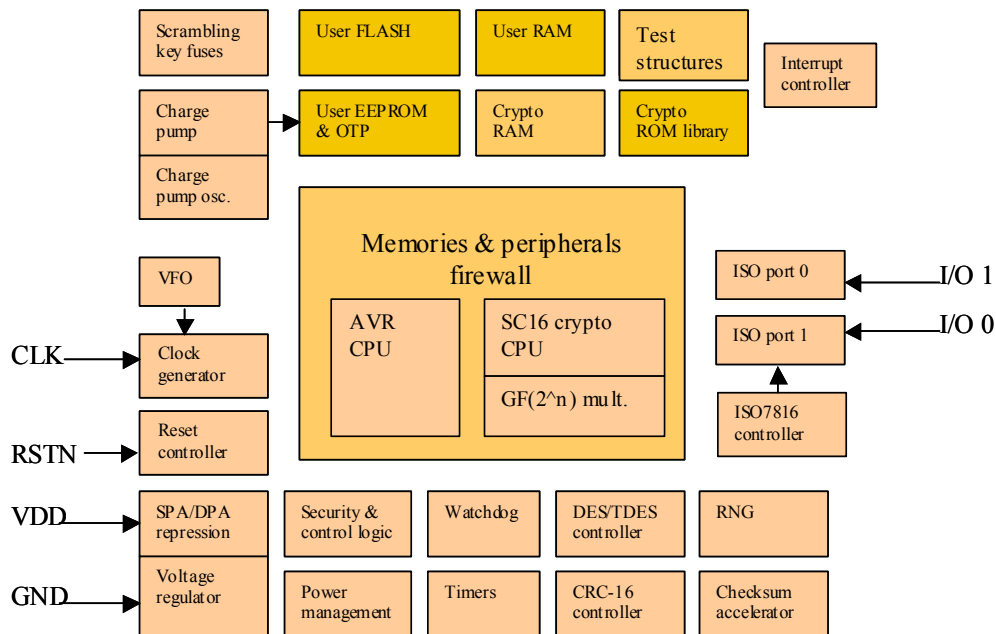 Scrambling
key fuses
User FLASH
User RAM
Test
structures
Interrupt
controller
Charge
pump
User EEPROM
& OTP
Crypto
RAM
Crypto
ROM library
Charge
pump osc.
Memories & peripherals
firewall
VFO
ISO port 0
I/O 1
AVR
CPU
SC16 crypto
CPU
ISO port 1
I/O 0
CLK
Clock
generator
GF(2^n) mult.
ISO7816
controller
RSTN
Reset
controller
VDD
SPA/DPA
repression
Security &
control logic
Watchdog
DES/TDES
controller
RNG
GND
Voltage
regulator
Power
management
Timers
CRC-16
controller
Checksum
accelerator